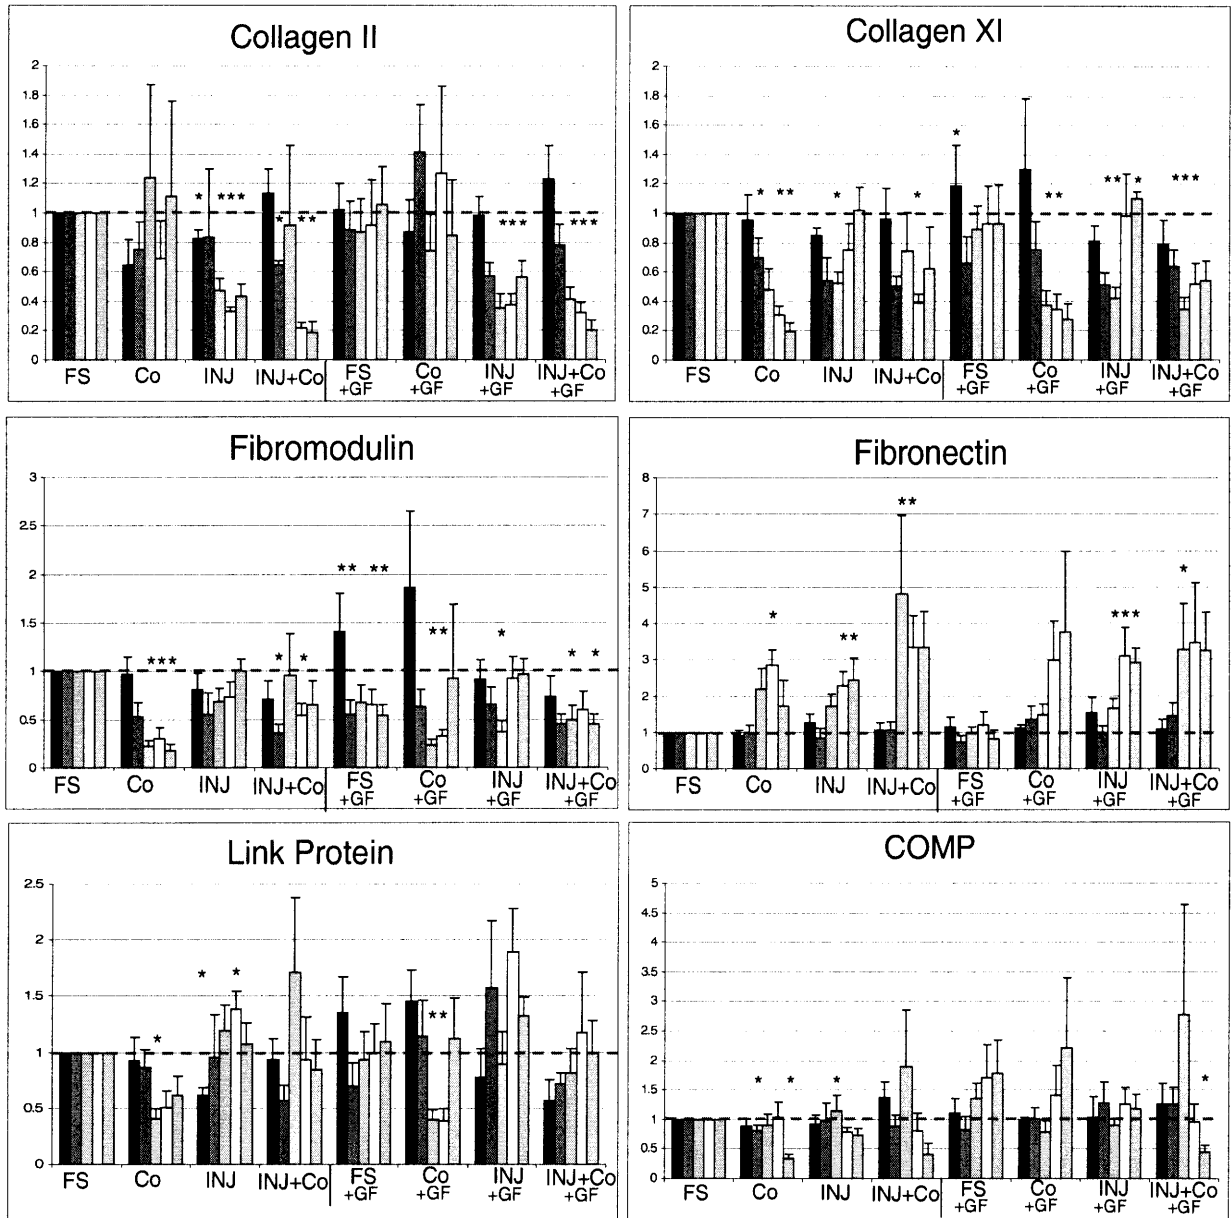 Collagen II
2
1.8
1.6
1.4
1.2
1
0.8
0.6
0.4
0.2
0
* *** * **
*** ***
FS Co INJ INJ+Co FS +GF Co +GF INJ +GF INJ+Co +GF
Collagen XI
2
1.8
1.6
1.4
1.2
1
0.8
0.6
0.4
0.2
0
* ** * *
* ** ** * ***
FS Co INJ INJ+Co FS +GF Co +GF INJ +GF INJ+Co +GF
Fibromodulin
3
2.5
2
1.5
1
0.5
0
*** * *
** ** ** * * *
FS Co INJ INJ+Co FS +GF Co +GF INJ +GF INJ+Co +GF
Fibronectin
8
7
6
5
4
3
2
1
0
* ** **
*** *
FS Co INJ INJ+Co FS +GF Co +GF INJ +GF INJ+Co +GF
Link Protein
2.5
2
1.5
1
0.5
0
* * *
**
FS Co INJ INJ+Co FS +GF Co +GF INJ +GF INJ+Co +GF
COMP
5
4.5
4
3.5
3
2.5
2
1.5
1
0.5
0
* * *
*
FS Co INJ INJ+Co FS +GF Co +GF INJ +GF INJ+Co +GF